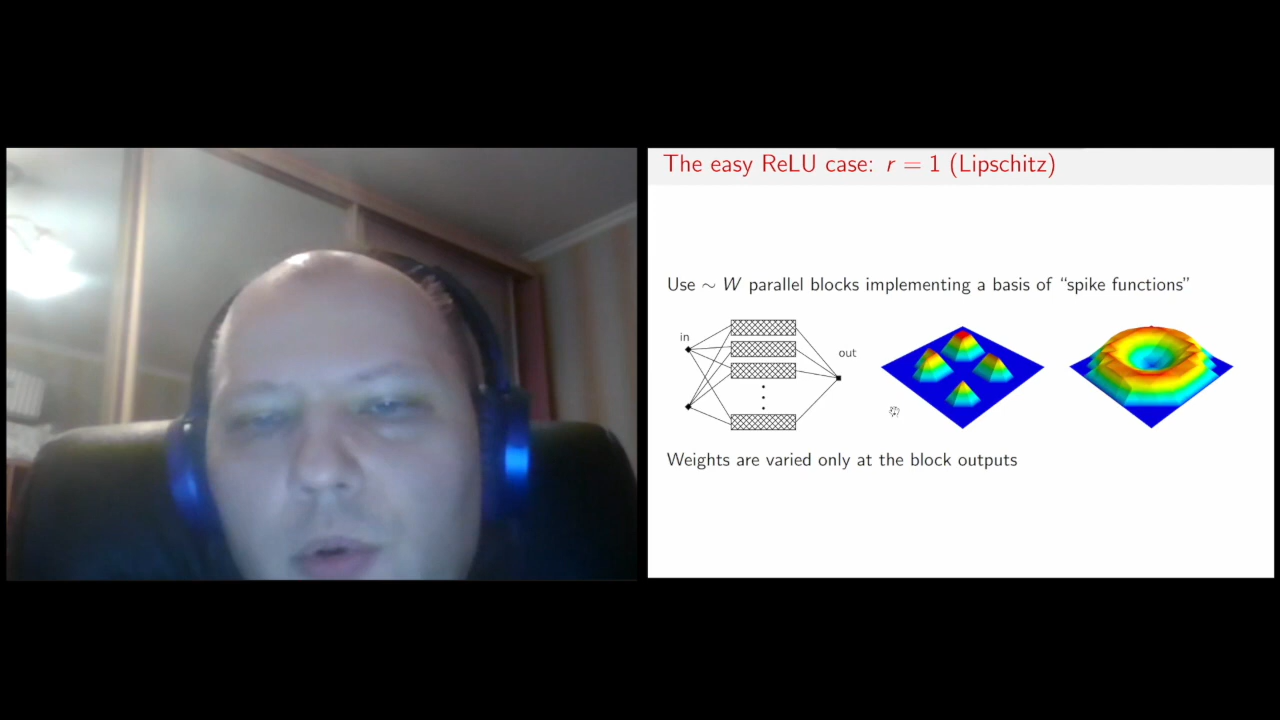 The easy ReLU case: r = 1 (Lipschitz)
Use ∼ W parallel blocks implementing a basis of “spike functions”
in
out
Weights are varied only at the block outputs